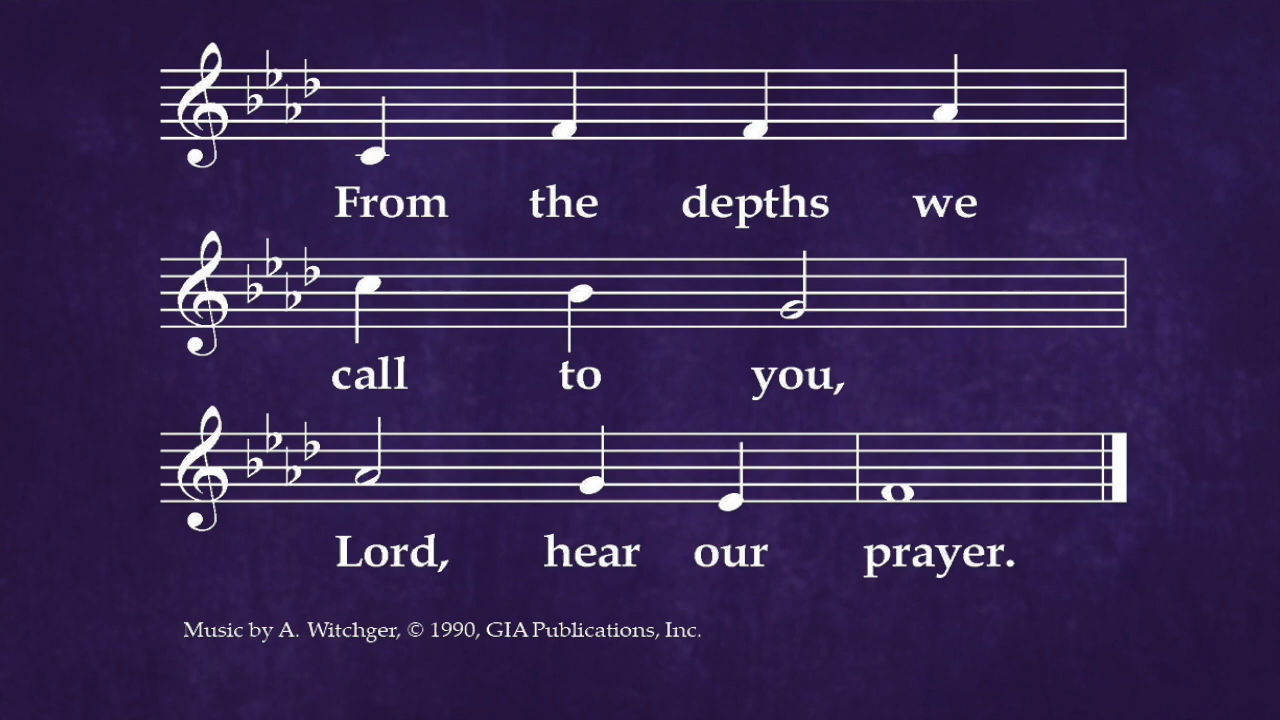 From the depths we
call to you,
Lord, hear our prayer.
Music by A. Witchger, © 1990, GIA Publications, Inc.